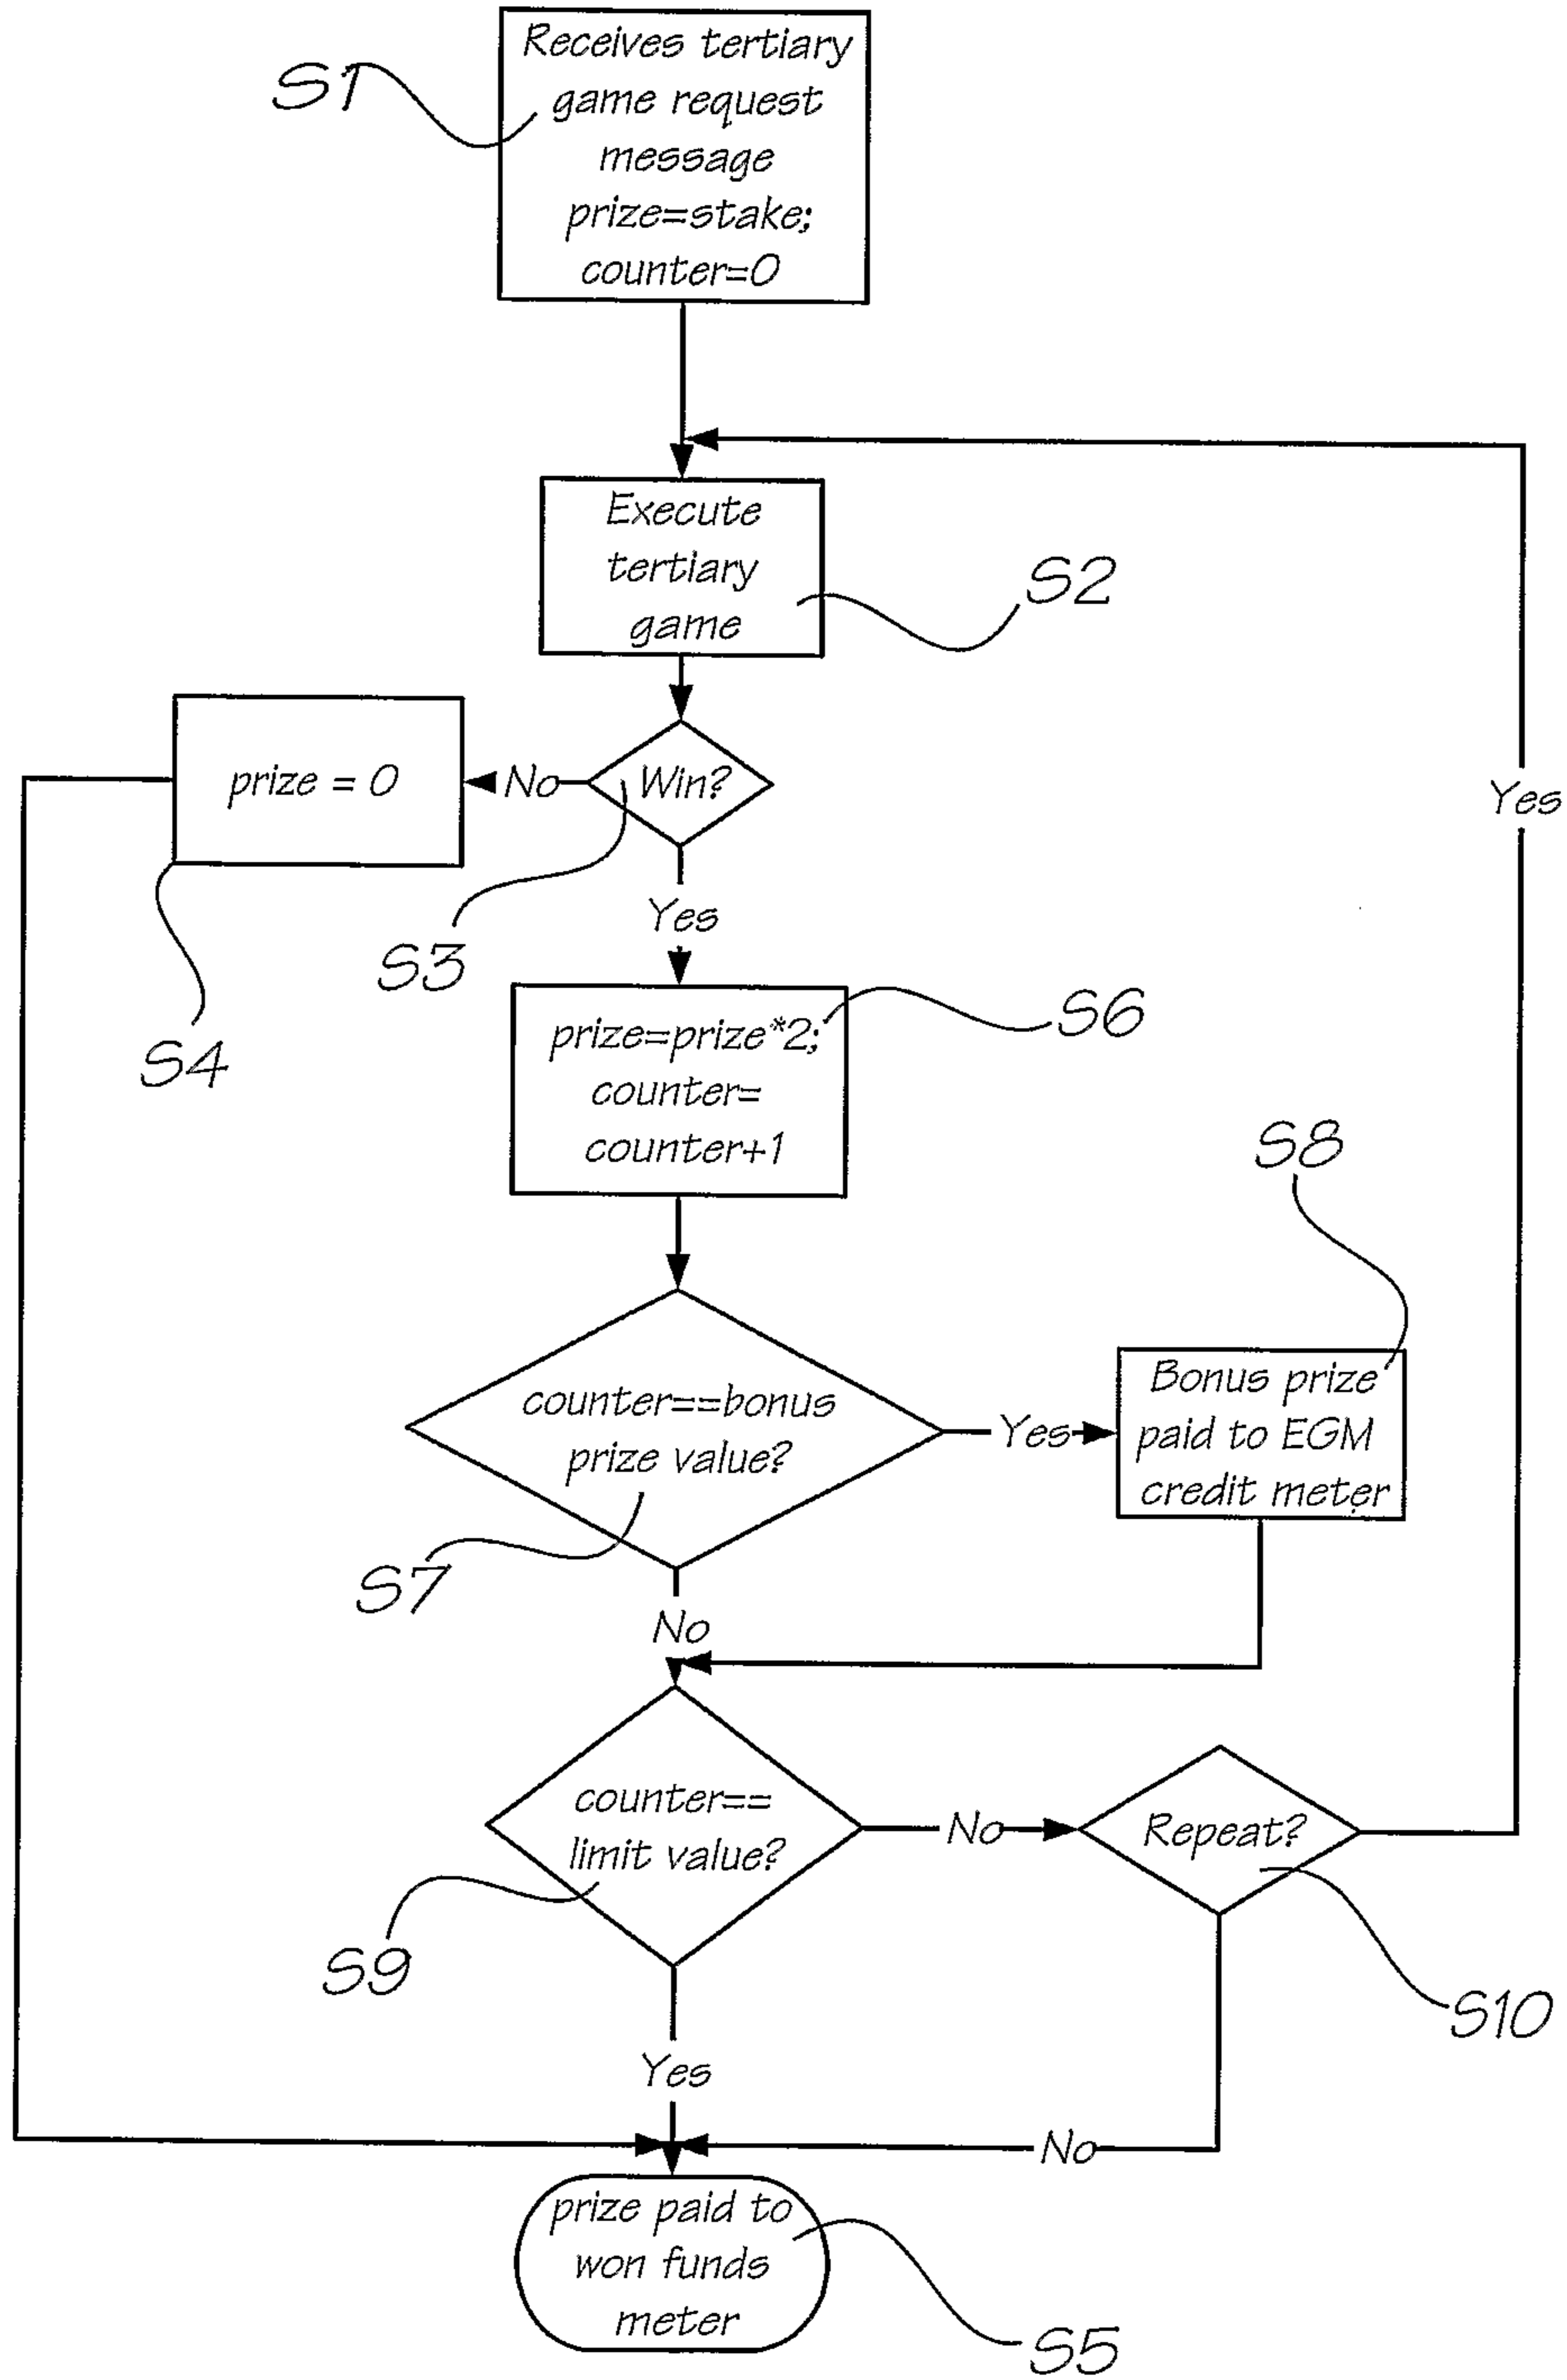 Receives tertiary
game request
message
prize=stake;
counter=0
S1
Execute
tertiary
game
S2
Win?
S3
No
prize = 0
S4
Yes
Yes
prize=prize*2;
counter=
counter+1
S6
counter==bonus
prize value?
S7
Yes
Bonus prize
paid to EGM
credit meter
S8
No
counter==
limit value?
S9
No
Repeat?
S10
Yes
No
prize paid to
won funds
meter
S5